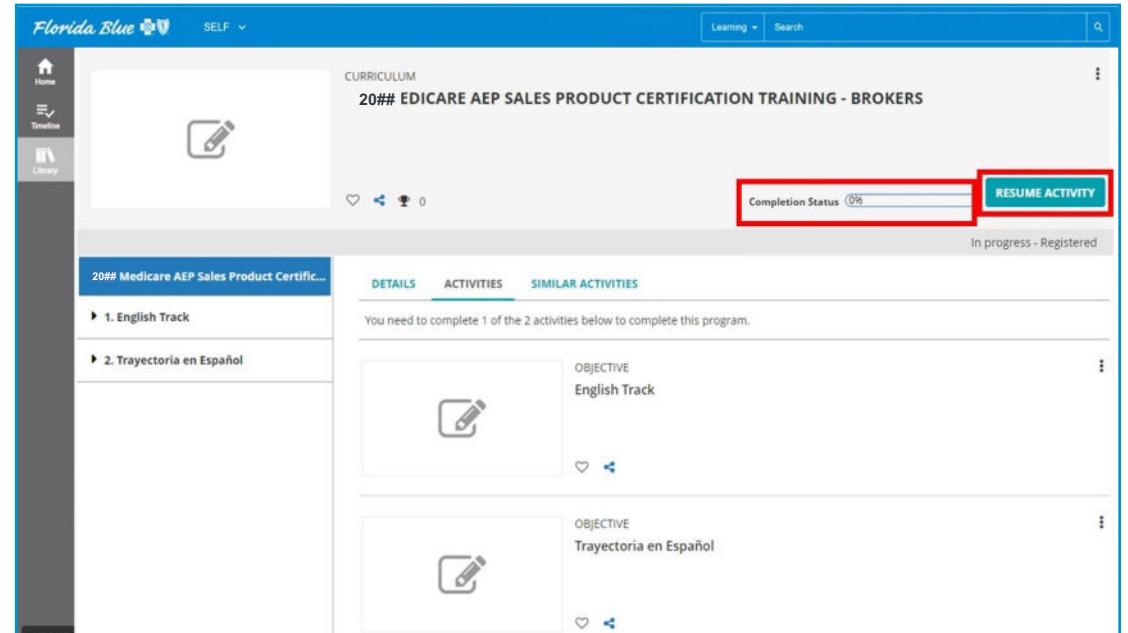 Florida Blue
SELF
Learning
Search
Home
Timeline
Library
CURRICULUM
20## EDICARE AEP SALES PRODUCT CERTIFICATION TRAINING - BROKERS
0
Completion Status 0%
RESUME ACTIVITY
In progress - Registered
20## Medicare AEP Sales Product Certific...
1. English Track
2. Trayectoria en Español
DETAILS ACTIVITIES SIMILAR ACTIVITIES
You need to complete 1 of the 2 activities below to complete this program.
OBJECTIVE
English Track
OBJECTIVE
Trayectoria en Español